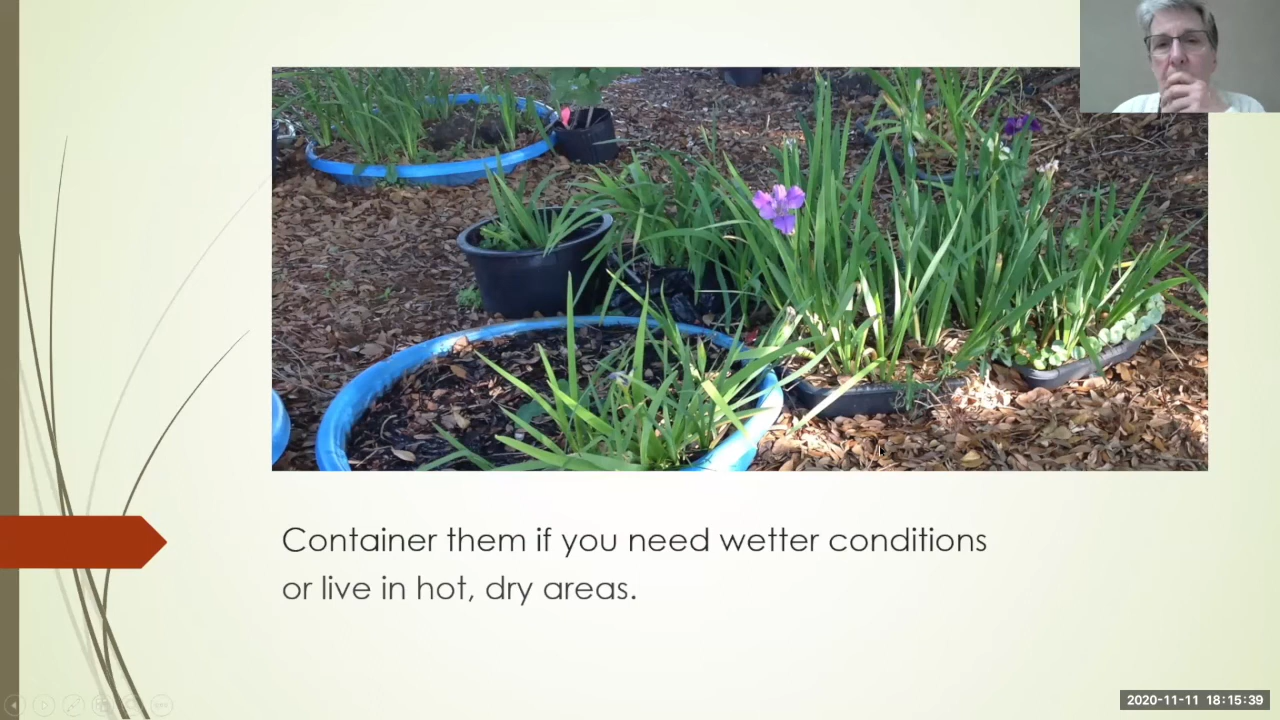 Container them if you need wetter conditions
or live in hot, dry areas.
2020-11-11 18:15:39